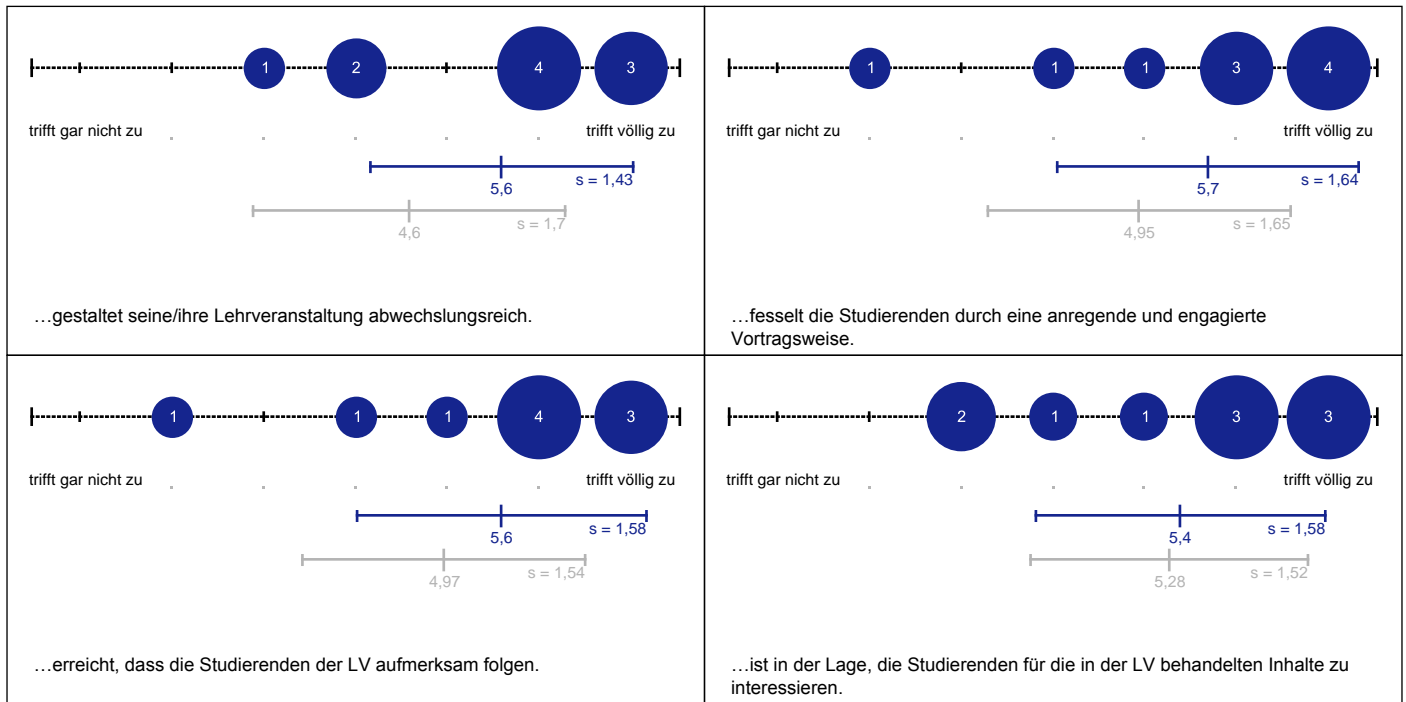 1 2 4 3
trifft gar nicht zu trifft völlig zu
5,6 s = 1,43
4,6 s = 1,7
…gestaltet seine/ihre Lehrveranstaltung abwechslungsreich.
1 1 1 3 4
trifft gar nicht zu trifft völlig zu
5,7 s = 1,64
4,95 s = 1,65
…fesselt die Studierenden durch eine anregende und engagierte
Vortragsweise.
1 1 1 4 3
trifft gar nicht zu trifft völlig zu
5,6 s = 1,58
4,97 s = 1,54
…erreicht, dass die Studierenden der LV aufmerksam folgen.
2 1 1 3 3
trifft gar nicht zu trifft völlig zu
5,4 s = 1,58
5,28 s = 1,52
…ist in der Lage, die Studierenden für die in der LV behandelten Inhalte zu
interessieren.